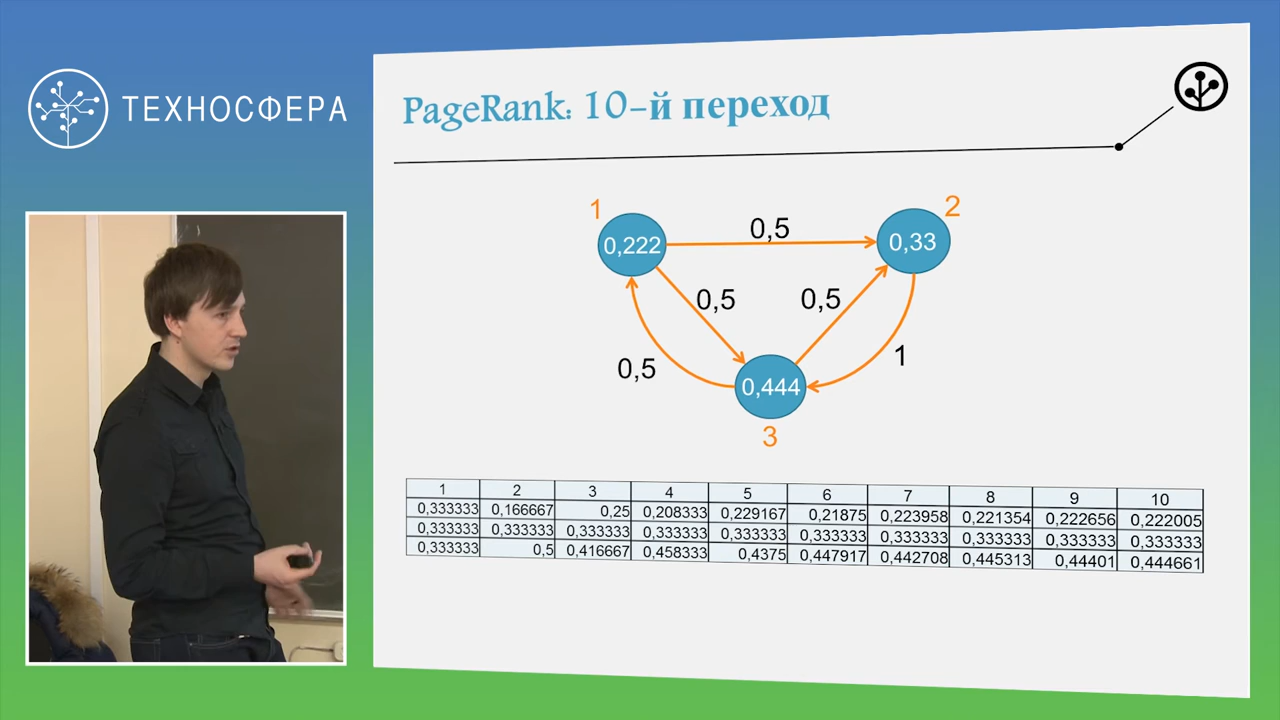 ТЕХНОСФЕРА
PageRank: 10-й переход
1
2
0,5
0,222
0,33
0,5
0,5
0,5
1
0,444
3
1 2 3 4 5 6 7 8 9 10
0,333333 0,166667 0,25 0,208333 0,229167 0,21875 0,223958 0,221354 0,222656 0,222005
0,333333 0,333333 0,333333 0,333333 0,333333 0,333333 0,333333 0,333333 0,333333 0,333333
0,333333 0,5 0,416667 0,458333 0,4375 0,447917 0,442708 0,445313 0,44401 0,444661